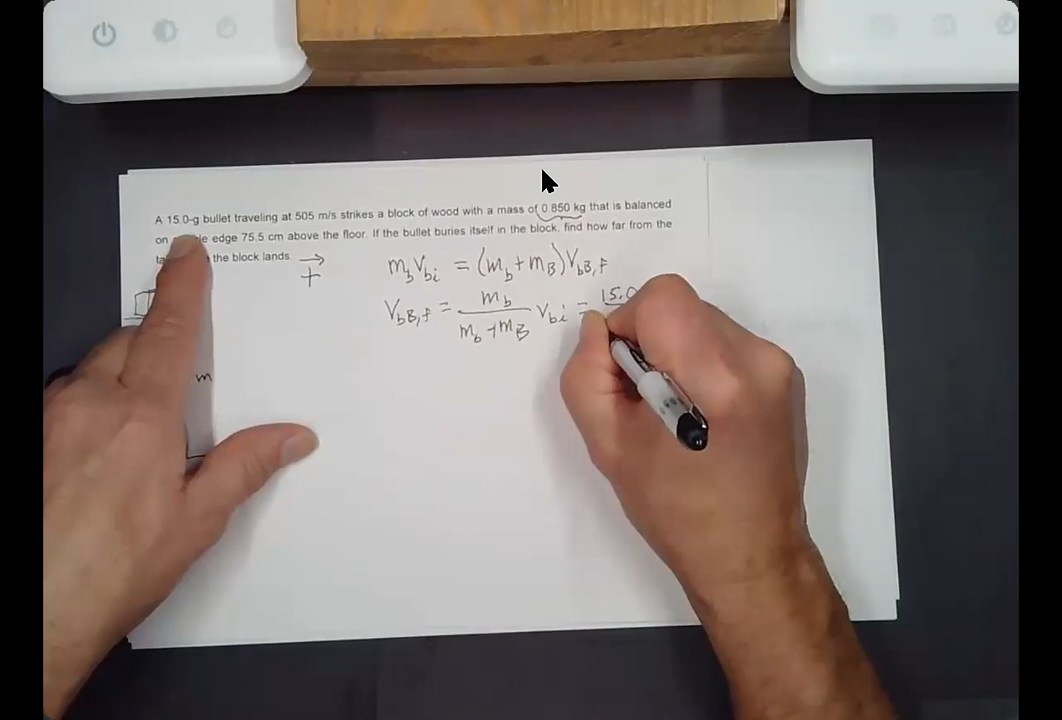 A 15.0-g bullet traveling at 505 m/s strikes a block of wood with a mass of 0.850 kg that is balanced
on edge 75.5 cm above the floor. If the bullet buries itself in the block, find how far from the
the block lands. →
+
m_b v_bi = (m_b + m_B) v_bB,f
v_bB,f = m_b / (m_b + m_B) v_bi = 15.0
m